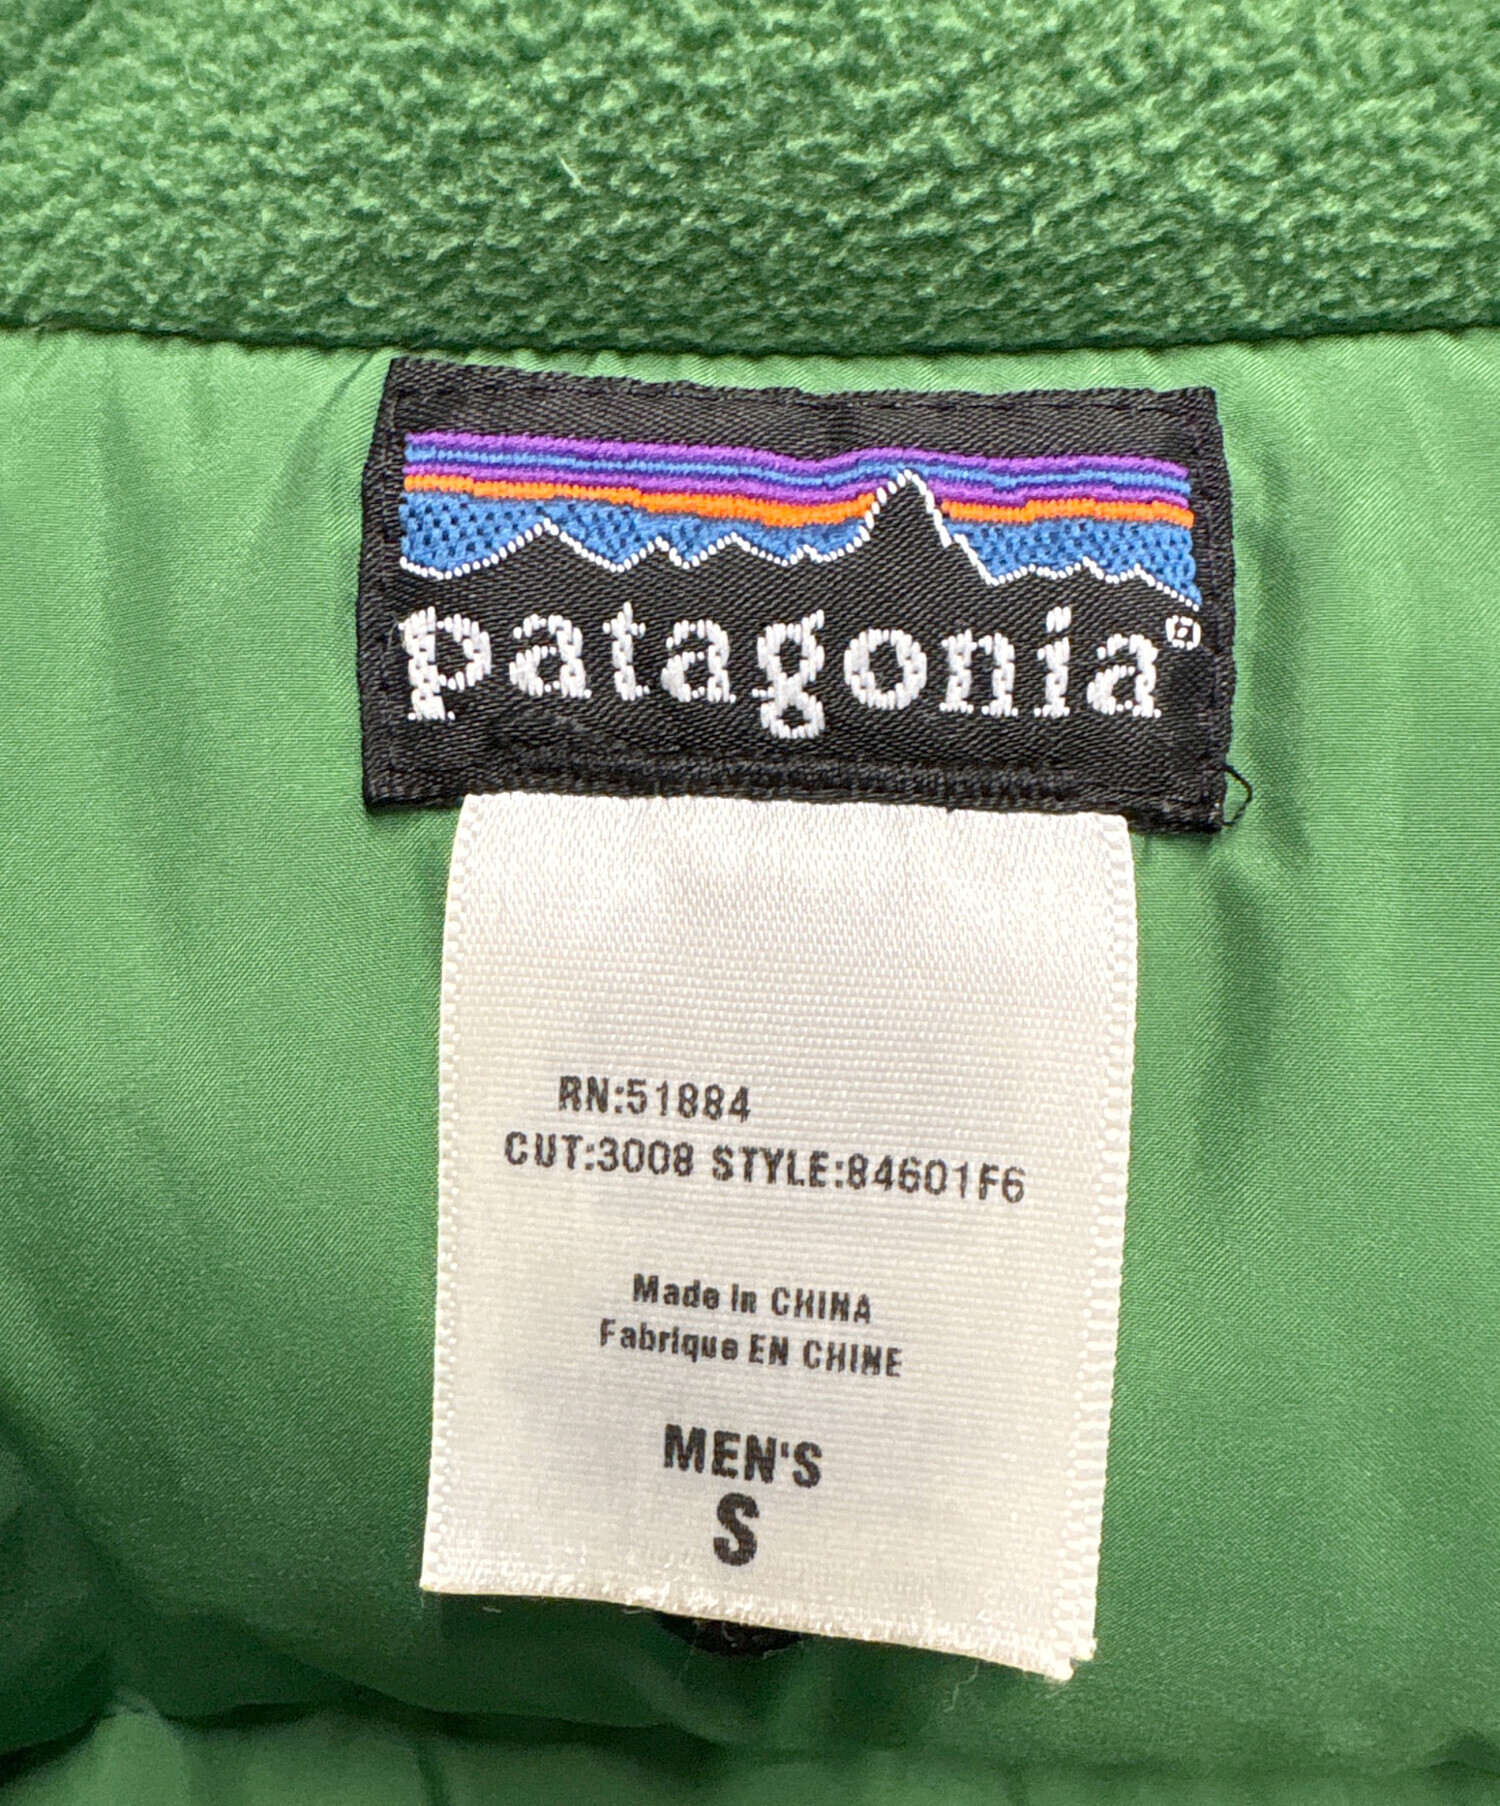 patagonia®
RN:51884
CUT:3008 STYLE:84601F6
Made in CHINA
Fabrique EN CHINE
MEN'S
S